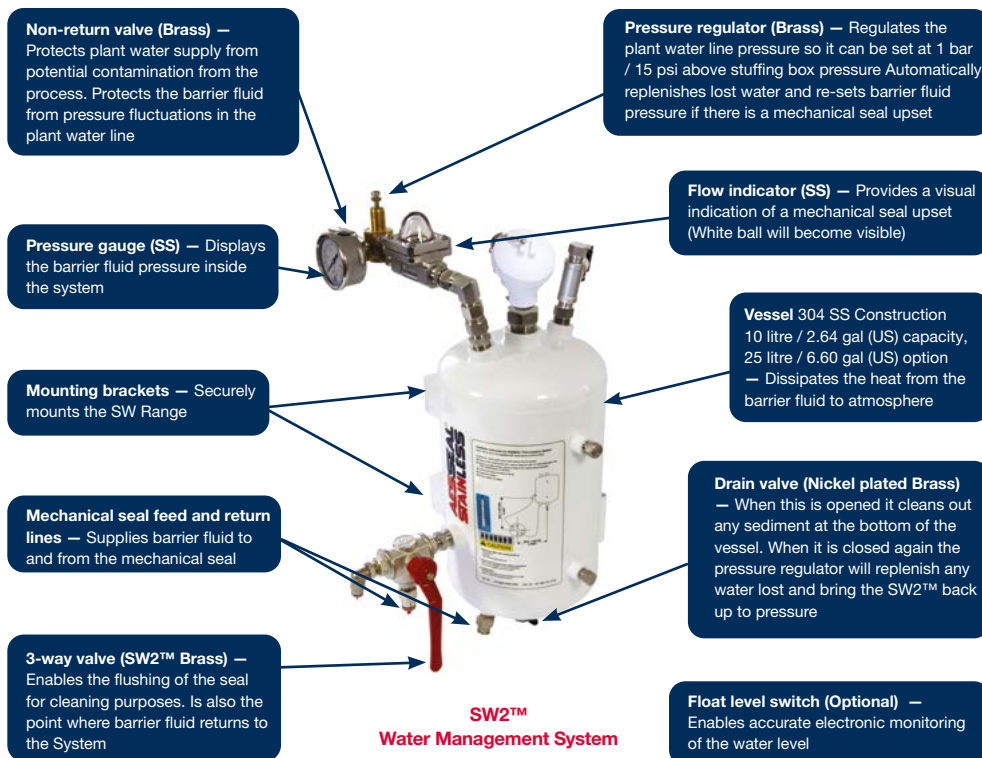 Non-return valve (Brass) —
Protects plant water supply from
potential contamination from the
process. Protects the barrier fluid
from pressure fluctuations in the
plant water line
Pressure regulator (Brass) — Regulates the
plant water line pressure so it can be set at 1 bar
/ 15 psi above stuffing box pressure Automatically
replenishes lost water and re-sets barrier fluid
pressure if there is a mechanical seal upset
Flow indicator (SS) — Provides a visual
indication of a mechanical seal upset
(White ball will become visible)
Pressure gauge (SS) — Displays
the barrier fluid pressure inside
the system
Vessel 304 SS Construction
10 litre / 2.64 gal (US) capacity,
25 litre / 6.60 gal (US) option
— Dissipates the heat from the
barrier fluid to atmosphere
Mounting brackets — Securely
mounts the SW Range
AESSEAL
STAINLESS
CAUTION
Mechanical seal feed and return
lines — Supplies barrier fluid to
and from the mechanical seal
Drain valve (Nickel plated Brass)
— When this is opened it cleans out
any sediment at the bottom of the
vessel. When it is closed again the
pressure regulator will replenish any
water lost and bring the SW2™ back
up to pressure
3-way valve (SW2™ Brass) —
Enables the flushing of the seal
for cleaning purposes. Is also the
point where barrier fluid returns to
the System
SW2™
Water Management System
Float level switch (Optional) —
Enables accurate electronic monitoring
of the water level